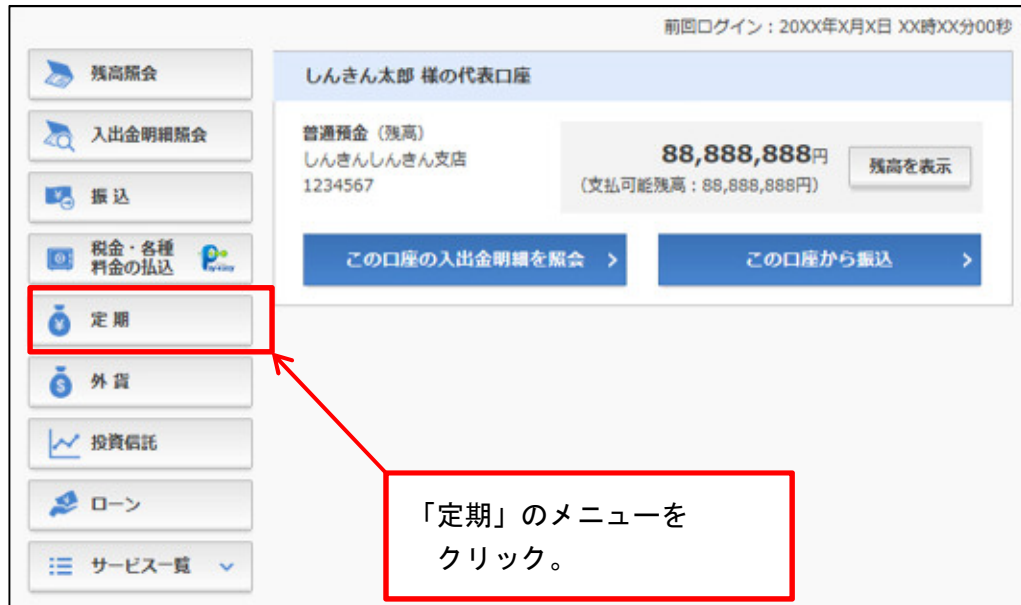 前回ログイン：20XX年X月X日 XX時XX分00秒
残高照会
入出金明細照会
振込
税金・各種
料金の払込
Pay-easy
定期
外貨
投資信託
ローン
サービス一覧
しんきん太郎 様の代表口座
普通預金（残高）
しんきんしんきん支店
1234567
88,888,888円
（支払可能残高：88,888,888円）
残高を表示
この口座の入出金明細を照会
この口座から振込
「定期」のメニューを
クリック。